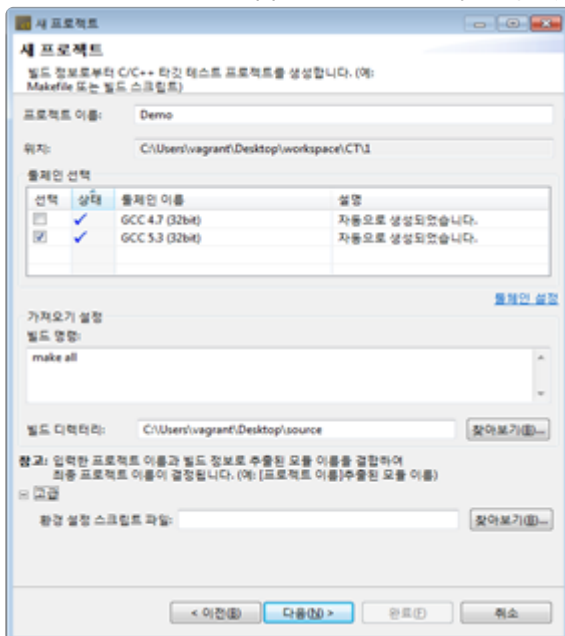 새 프로젝트
새 프로젝트
빌드 정보로부터 C/C++ 타깃 테스트 프로젝트를 생성합니다. (예:
Makefile 또는 빌드 스크립트)
프로젝트 이름: Demo
위치: C:\Users\vagrant\Desktop\workspace\CT\1
툴체인 선택
선택 상태 툴체인 이름 설명
GCC 4.7 (32bit) 자동으로 생성되었습니다.
GCC 5.3 (32bit) 자동으로 생성되었습니다.
툴체인 설정
가져오기 설정
빌드 명령:
make all
빌드 디렉터리: C:\Users\vagrant\Desktop\source 찾아보기(B)...
참고: 입력한 프로젝트 이름과 빌드 정보로 추출된 모듈 이름을 결합하여
최종 프로젝트 이름이 결정됩니다. (예: [프로젝트 이름]추출된 모듈 이름)
고급
환경 설정 스크립트 파일: 찾아보기(B)...
< 이전(B) 다음(N) > 완료(F) 취소